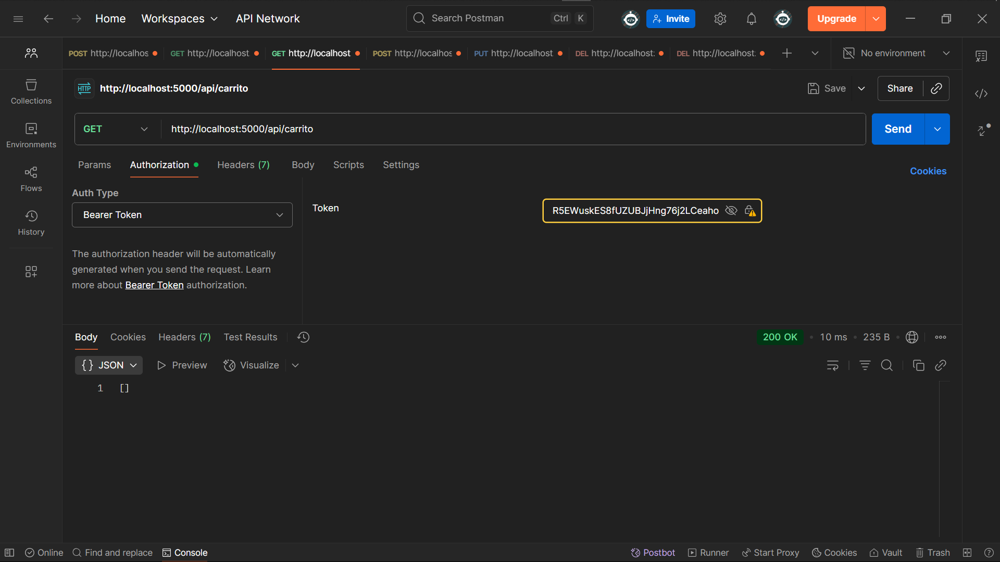 Home Workspaces API Network Search Postman Ctrl K Invite Upgrade
POST http://localhos GET http://localhost. GET http://localhost POST http://localhos PUT http://localhost DEL http://localhost: DEL http://localhost. No environment
HTTP http://localhost:5000/api/carrito Save Share
GET http://localhost:5000/api/carrito Send
Collections
Environments
Flows
History
Params Authorization Headers (7) Body Scripts Settings Cookies
Auth Type
Bearer Token
Token R5EWuskES8fUZUBJjHng76j2LCeaho
The authorization header will be automatically
generated when you send the request. Learn
more about Bearer Token authorization.
Body Cookies Headers (7) Test Results 200 OK • 10 ms • 235 B
{} JSON Preview Visualize
1 []
Online Find and replace Console Postbot Runner Start Proxy Cookies Vault Trash